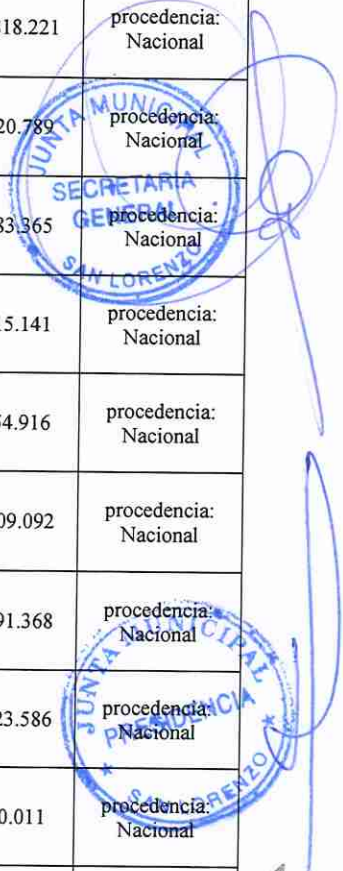 18.221
procedencia:
Nacional
20.789
procedencia:
Nacional
JUNTA MUNICIPAL
SECRETARIA
GENERAL
SAN LORENZO
83.365
procedencia:
Nacional
5.141
procedencia:
Nacional
4.916
procedencia:
Nacional
09.092
procedencia:
Nacional
91.368
procedencia:
Nacional
JUNTA MUNICIPAL
PRESIDENCIA
SAN LORENZO
23.586
procedencia:
Nacional
0.011
procedencia:
Nacional